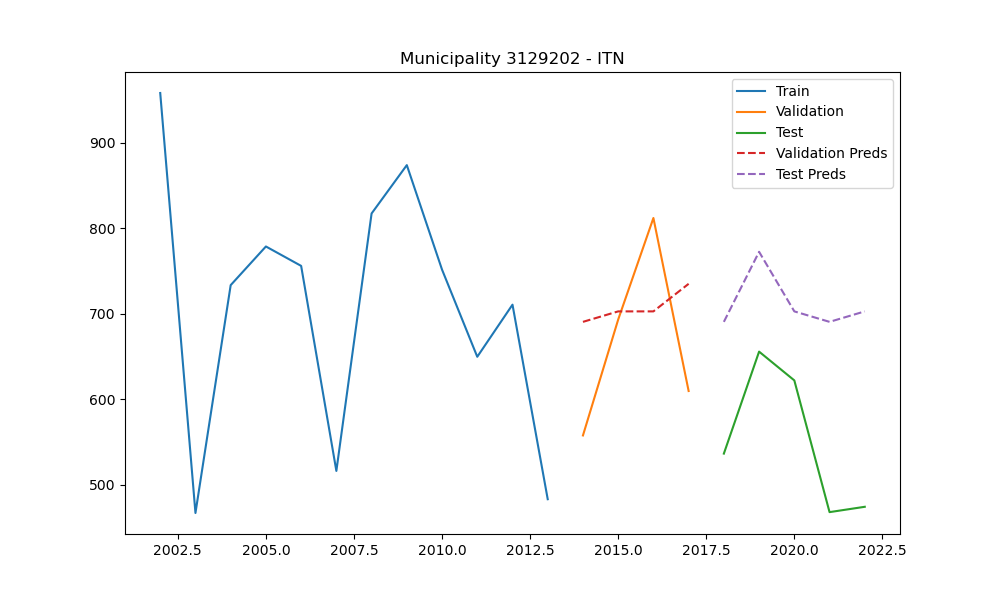 Municipality 3129202 - ITN
Train
Validation
Test
Validation Preds
Test Preds
900
800
700
600
500
2002.5 2005.0 2007.5 2010.0 2012.5 2015.0 2017.5 2020.0 2022.5